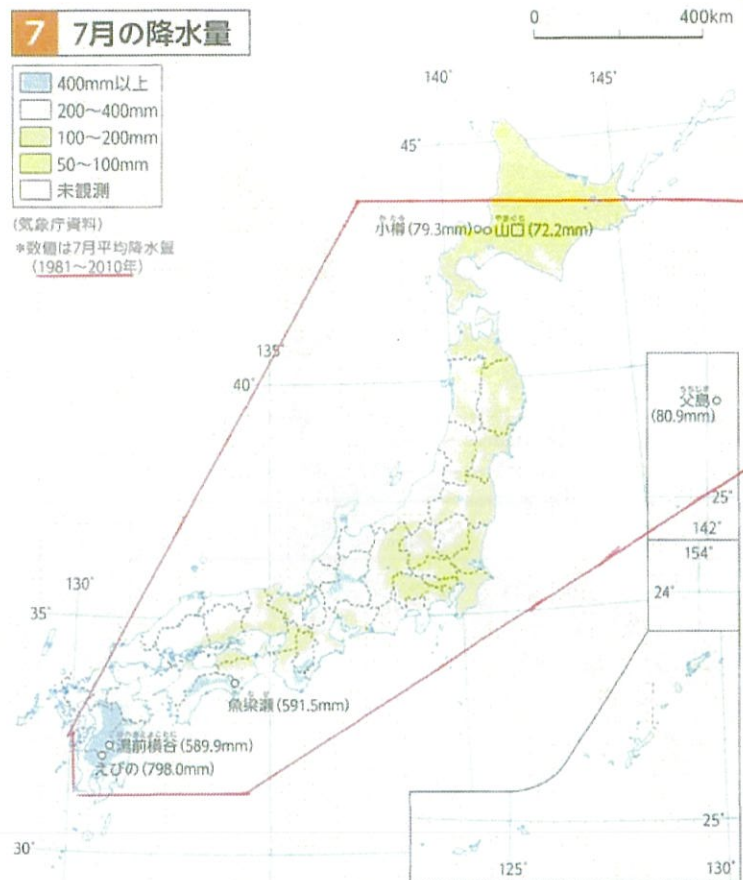 7 7月の降水量
0 400km
400mm以上
200〜400mm
100〜200mm
50〜100mm
未観測
(気象庁資料)
*数値は7月平均降水量
(1981〜2010年)
140° 145°
45°
小樽(79.3mm) 山口(72.2mm)
135°
40°
父島
(80.9mm)
25°
142°
154°
24°
130°
35°
魚梁瀬(591.5mm)
湯前横谷(589.9mm)
えびの(798.0mm)
30°
25°
125° 130°